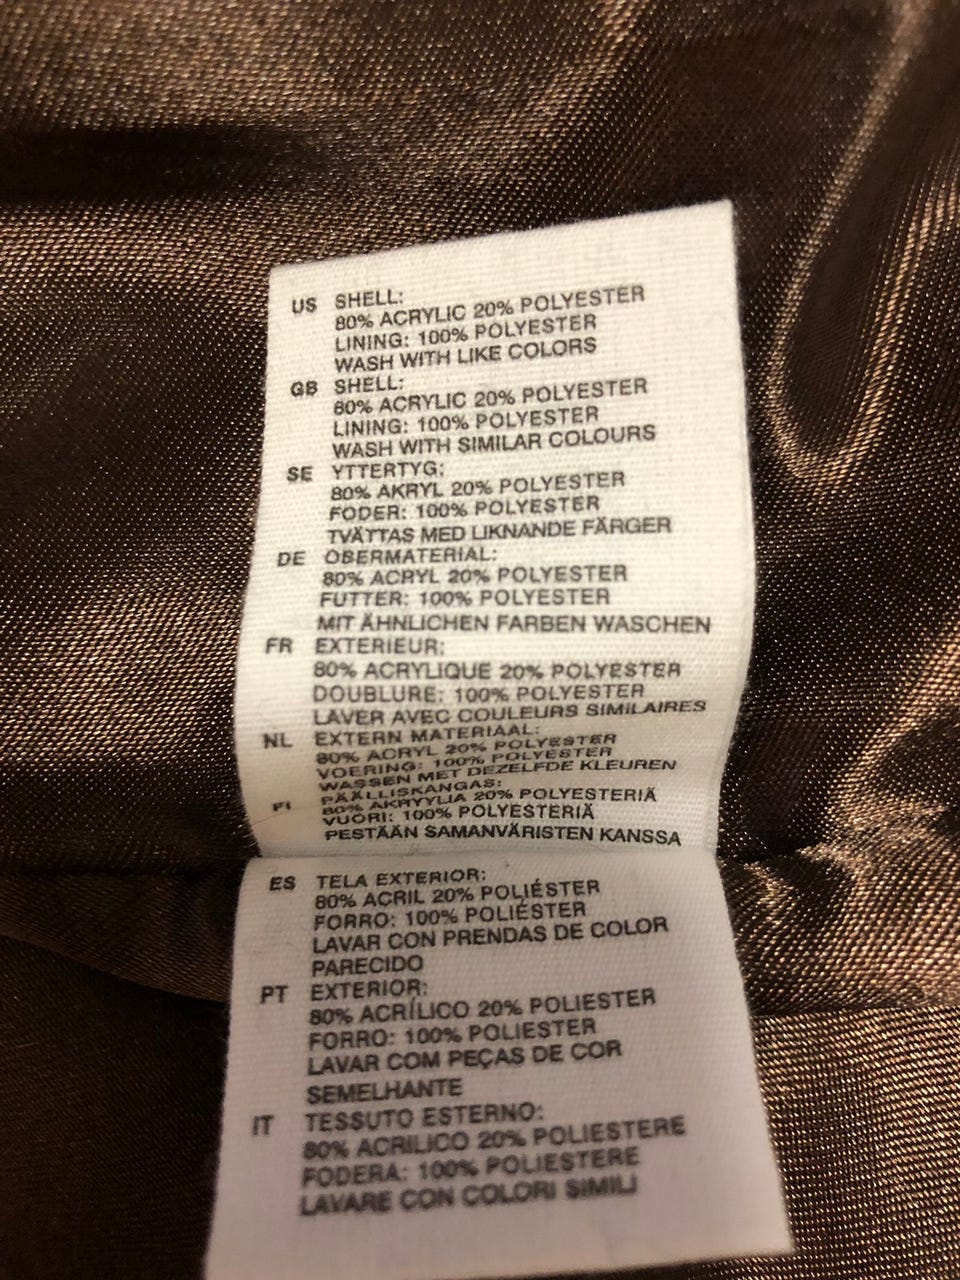 US SHELL:
80% ACRYLIC 20% POLYESTER
LINING: 100% POLYESTER
WASH WITH LIKE COLORS
GB SHELL:
80% ACRYLIC 20% POLYESTER
LINING: 100% POLYESTER
WASH WITH SIMILAR COLOURS
SE YTTERTYG:
80% AKRYL 20% POLYESTER
FODER: 100% POLYESTER
TVÄTTAS MED LIKNANDE FÄRGER
DE OBERMATERIAL:
80% ACRYL 20% POLYESTER
FUTTER: 100% POLYESTER
MIT ÄHNLICHEN FARBEN WASCHEN
FR EXTERIEUR:
80% ACRYLIQUE 20% POLYESTER
DOUBLURE: 100% POLYESTER
LAVER AVEC COULEURS SIMILAIRES
NL EXTERN MATERIAAL:
80% ACRYL 20% POLYESTER
VOERING: 100% POLYESTER
WASSEN MET DEZELFDE KLEUREN
FI PÄÄLLISKANGAS:
80% AKRYYLIA 20% POLYESTERIÄ
VUORI: 100% POLYESTERIÄ
PESTÄÄN SAMANVÄRISTEN KANSSA
ES TELA EXTERIOR:
80% ACRIL 20% POLIÉSTER
FORRO: 100% POLIÉSTER
LAVAR CON PRENDAS DE COLOR
PARECIDO
PT EXTERIOR:
80% ACRÍLICO 20% POLIESTER
FORRO: 100% POLIESTER
LAVAR COM PEÇAS DE COR
SEMELHANTE
IT TESSUTO ESTERNO:
80% ACRILICO 20% POLIESTERE
FODERA: 100% POLIESTERE
LAVARE CON COLORI SIMILI